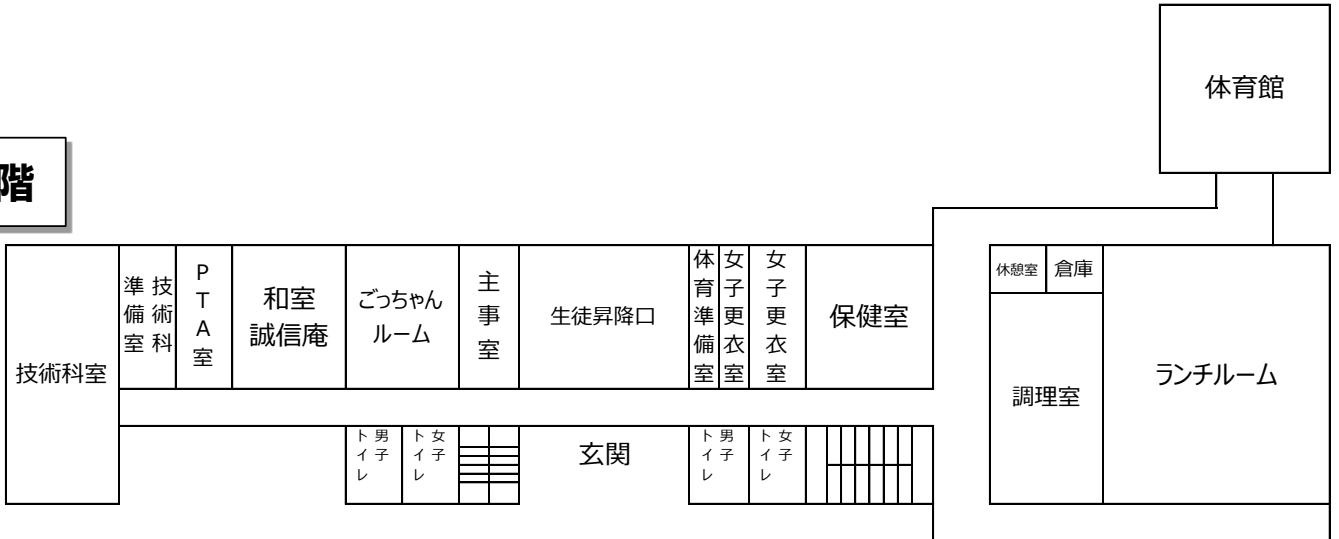 体育館
階
技術科室
技術科
準備室
PTA室
和室
誠信庵
ごっちゃん
ルーム
主事室
生徒昇降口
体育準備室
女子更衣室
女子更衣室
保健室
休憩室
倉庫
調理室
ランチルーム
男子
トイレ
女子
トイレ
玄関
男子
トイレ
女子
トイレ